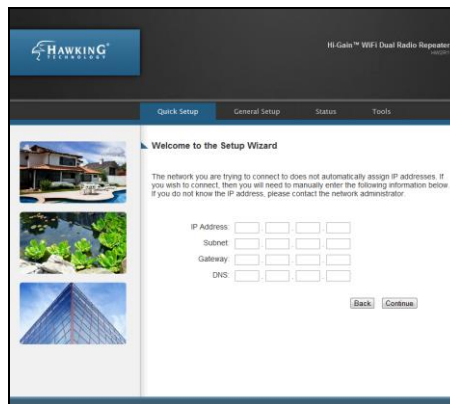 HAWKING
TECHNOLOGY
Hi-Gain™ WiFi Dual Radio Repeater
Quick Setup General Setup Status Tools
Welcome to the Setup Wizard
The network you are trying to connect to does not automatically assign IP addresses. If
you wish to connect, then you will need to manually enter the following information below.
If you do not know the IP address, please contact the network administrator.
IP Address:
Subnet:
Gateway:
DNS:
Back Continue